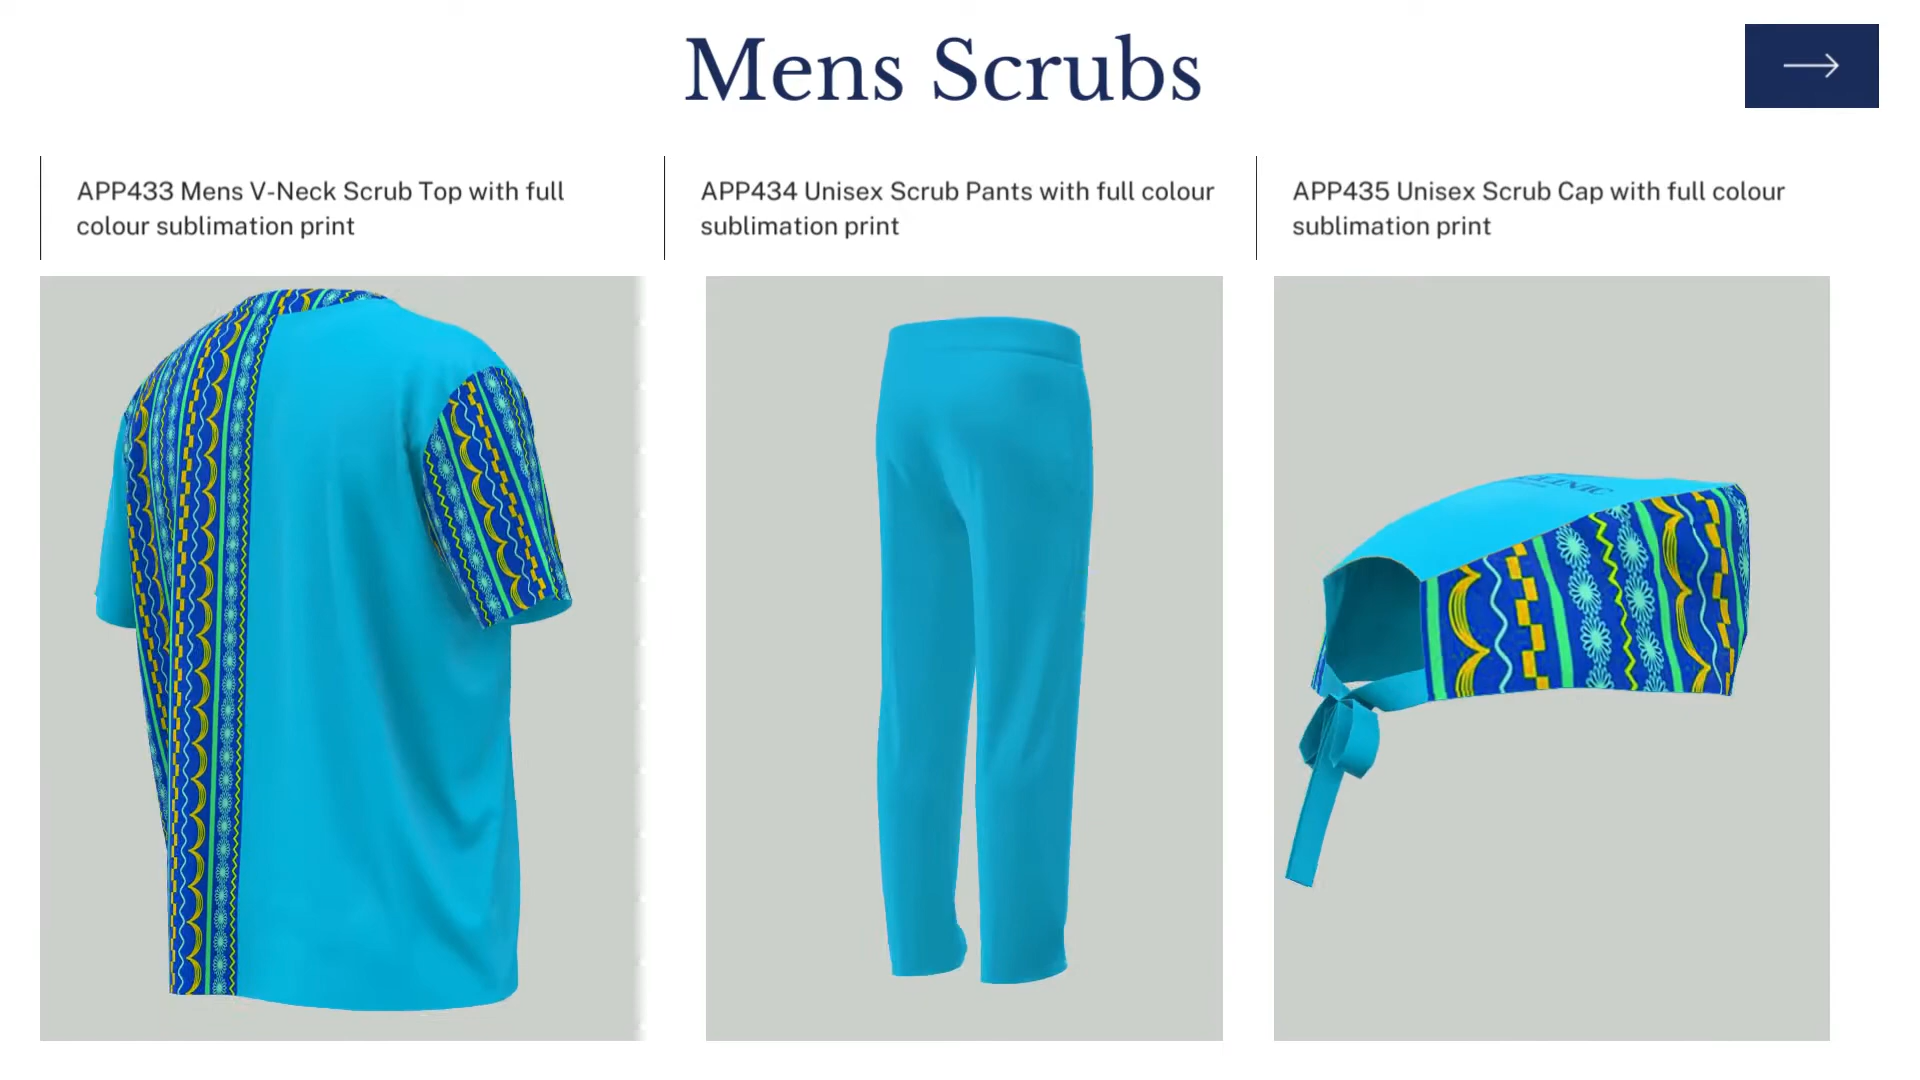 Mens Scrubs
APP433 Mens V-Neck Scrub Top with full
colour sublimation print
APP434 Unisex Scrub Pants with full colour
sublimation print
APP435 Unisex Scrub Cap with full colour
sublimation print